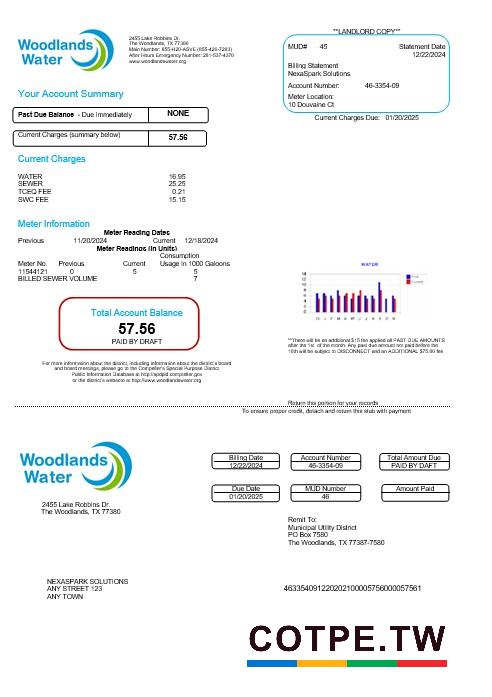 **LANDLORD COPY**
Woodlands
Water
2455 Lake Robbins Dr.
The Woodlands, TX 77380
Main Number: 855-H20-ASVE (855-426-7283)
After Hours Emergency Number: 281-537-4370
www.woodlandswater.org
MUD# 45 Statement Date
12/22/2024
Billing Statement
NexaSpark Solutions
Account Number: 46-3354-09
Meter Location:
10 Douvaine Ct
Current Charges Due: 01/20/2025
Your Account Summary
Past Due Balance - Due Immediately NONE
Current Charges (summary below) 57.56
Current Charges
WATER 16.95
SEWER 25.25
TCEQ FEE 0.21
SWC FEE 15.15
Meter Information
Meter Reading Dates
Previous 11/20/2024 Current 12/18/2024
Meter Readings (In Units)
Consumption
Meter No. Previous Current Usage In 1000 Galoons
11544121 0 5 5
BILLED SEWER VOLUME 7
WATER
Total Account Balance
57.56
PAID BY DRAFT
**There will be an additional $15 fee applied all PAST DUE AMOUNTS
after the 1st of the month. Any past due amount not paid before the
16th will be subject to DISCONNECT and an ADDITIONAL $75.00 fee
For more information about the district, including information about the district's board
and board meetings, please go to the Comptroller's Special Purpose District
Public Information Database at http://spdpid.comptroller.gov
or the district's website at http://www.woodlandswater.org
Return this portion for your records
To ensure proper credit, detach and return this stub with payment
Woodlands
Water
2455 Lake Robbins Dr.
The Woodlands, TX 77380
Billing Date Account Number Total Amount Due
12/22/2024 46-3354-09 PAID BY DAFT
Due Date MUD Number Amount Paid
01/20/2025 46
Remit To:
Municipal Utility District
PO Box 7580
The Woodlands, TX 77387-7580
NEXASPARK SOLUTIONS
ANY STREET 123
ANY TOWN
4633540912202021000057560000 57561
COTPE.TW